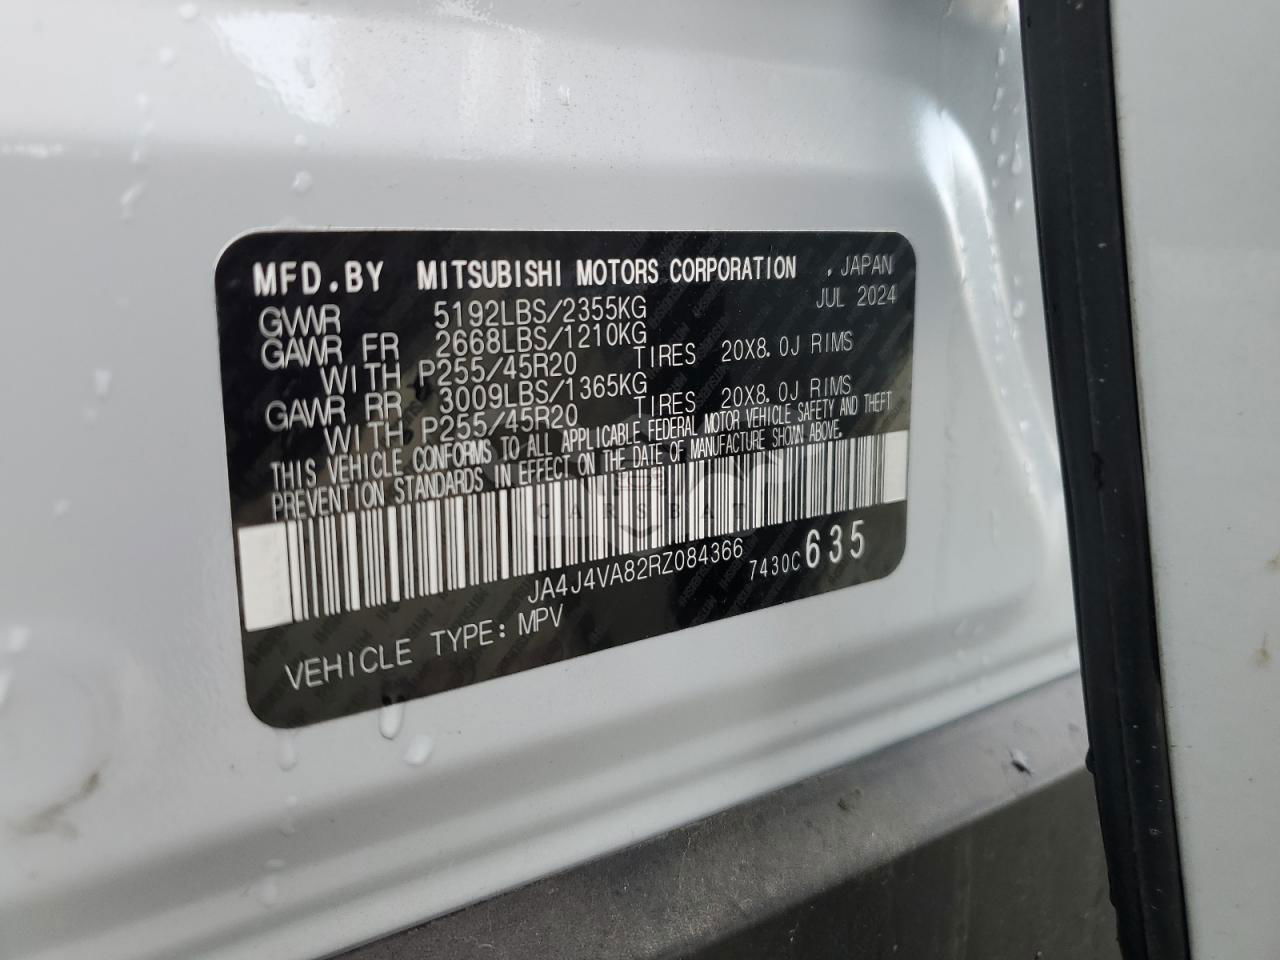 MFD.BY MITSUBISHI MOTORS CORPORATION . JAPAN
GVWR 5192LBS/2355KG JUL 2024
GAWR FR 2668LBS/1210KG
WITH P255/45R20 TIRES 20X8.0J RIMS
GAWR RR 3009LBS/1365KG
WITH P255/45R20 TIRES 20X8.0J RIMS
THIS VEHICLE CONFORMS TO ALL APPLICABLE FEDERAL MOTOR VEHICLE SAFETY AND THEFT
PREVENTION STANDARDS IN EFFECT ON THE DATE OF MANUFACTURE SHOWN ABOVE.
JA4J4VA82RZ084366 7430C 635
VEHICLE TYPE: MPV